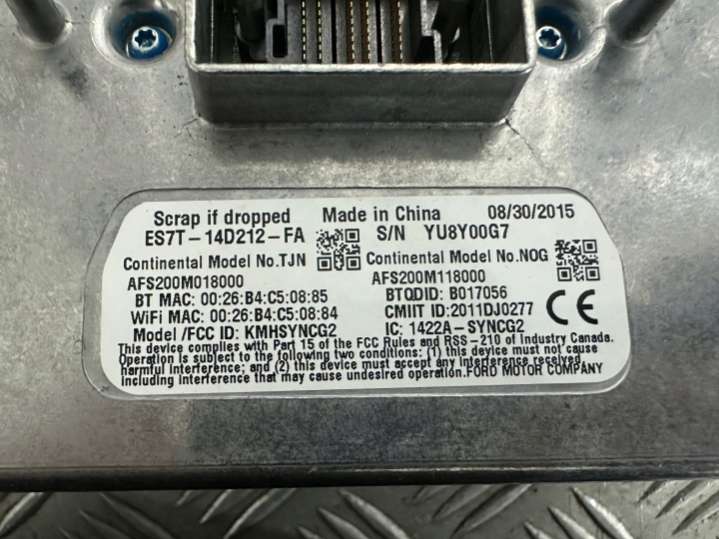 Scrap if dropped Made in China 08/30/2015
ES7T-14D212-FA S/N YU8Y00G7
Continental Model No.TJN Continental Model No.NOG
AFS200M018000 AFS200M118000
BT MAC: 00:26:B4:C5:08:85 BTQDID: B017056
WiFi MAC: 00:26:B4:C5:08:84 CMIIT ID:2011DJ0277 CE
Model /FCC ID: KMHSYNCG2 IC: 1422A-SYNCG2
This device complies with Part 15 of the FCC Rules and RSS-210 of Industry Canada.
Operation is subject to the following two conditions: (1) this device must not cause
harmful interference; and (2) this device must accept any interference received,
including interference that may cause undesired operation.FORD MOTOR COMPANY